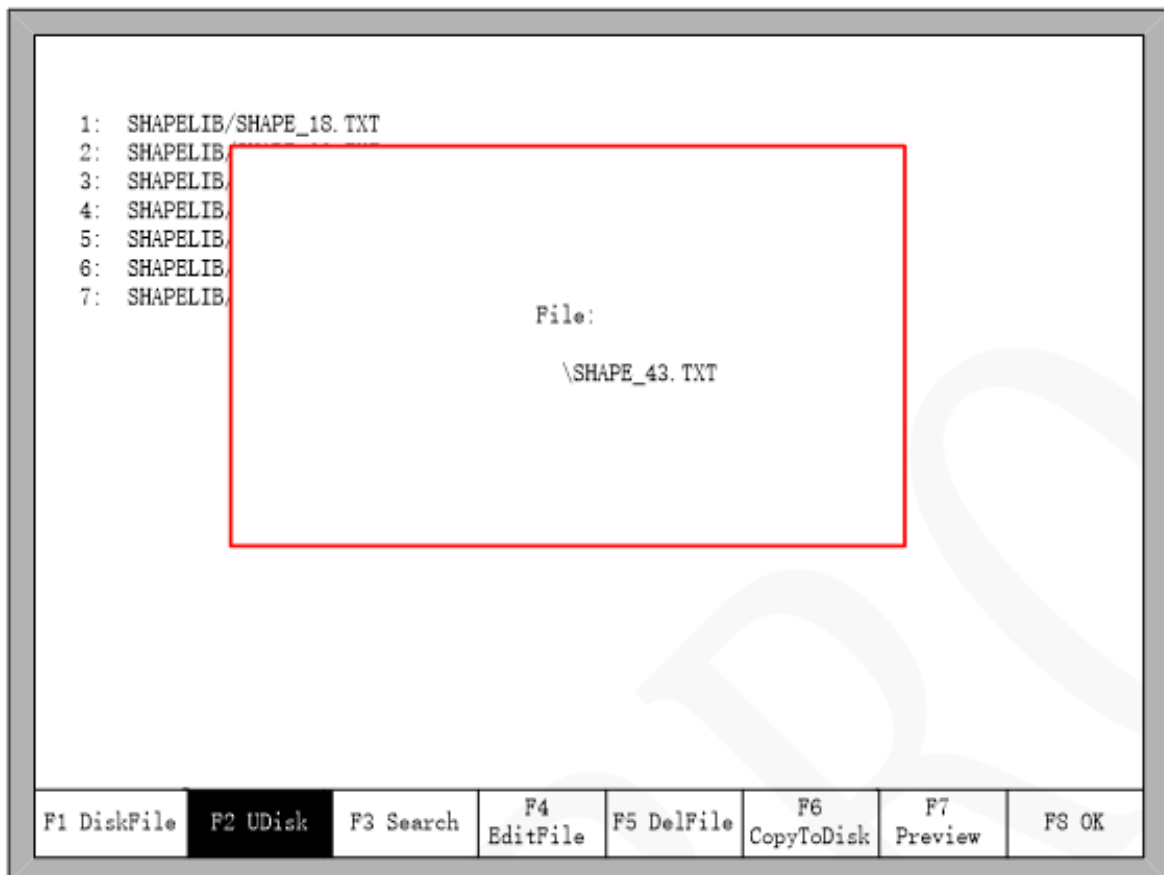 1: SHAPELIB/SHAPE_18.TXT
2: SHAPELIB/
3: SHAPELIB/
4: SHAPELIB/
5: SHAPELIB/
6: SHAPELIB/
7: SHAPELIB/
File:
\SHAPE_43.TXT
F1 DiskFile
F2 UDisk
F3 Search
F4
EditFile
F5 DelFile
F6
CopyToDisk
F7
Preview
F8 OK